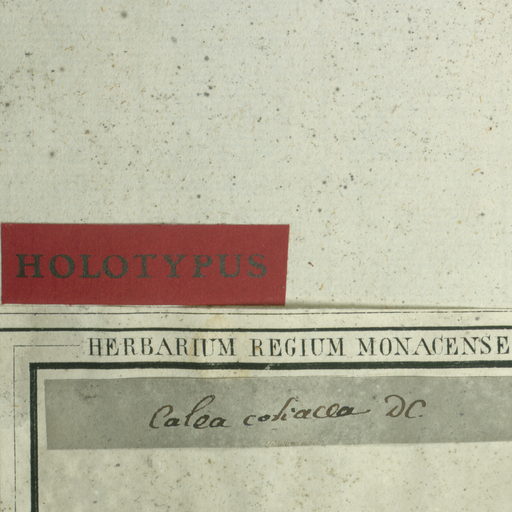 HOLOTYPUS
HERBARIUM REGIUM MONACENSE
Calea coriacea DC.